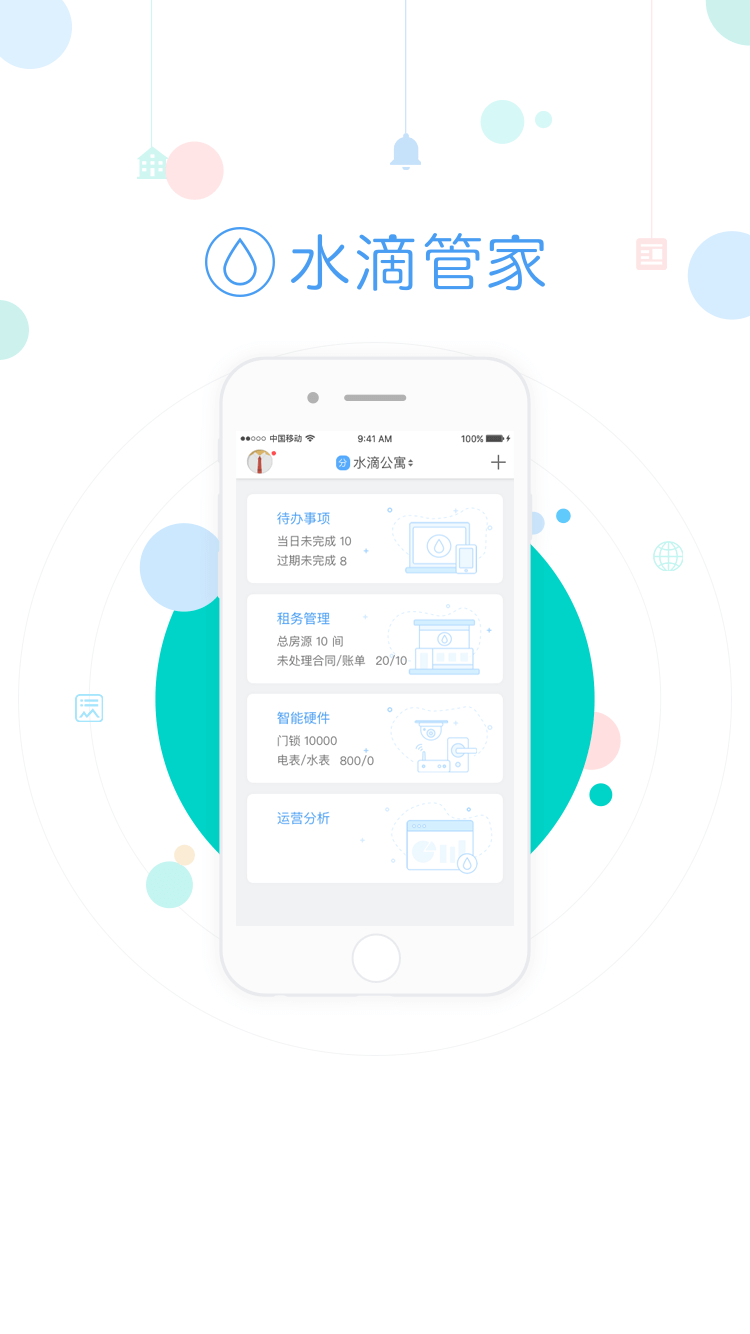 水滴管家
中国移动 9:41 AM 100%
分 水滴公寓
待办事项
当日未完成 10
过期未完成 8
租务管理
总房源 10 间
未处理合同/账单 20/10
智能硬件
门锁 10000
电表/水表 800/0
运营分析